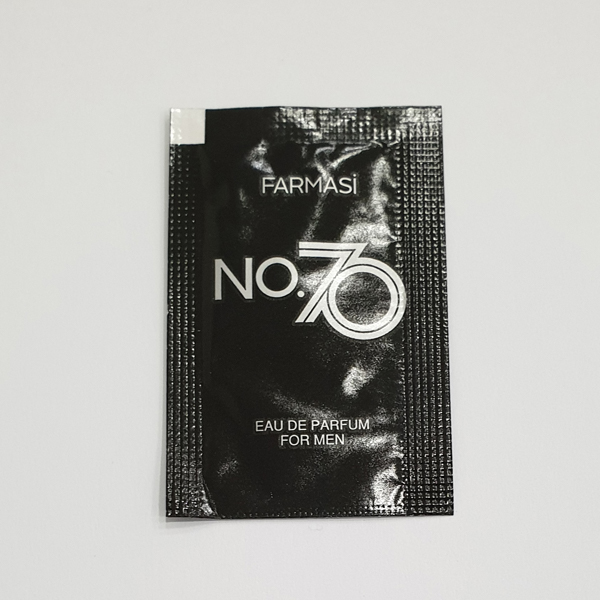 FARMASi
NO.70
EAU DE PARFUM
FOR MEN